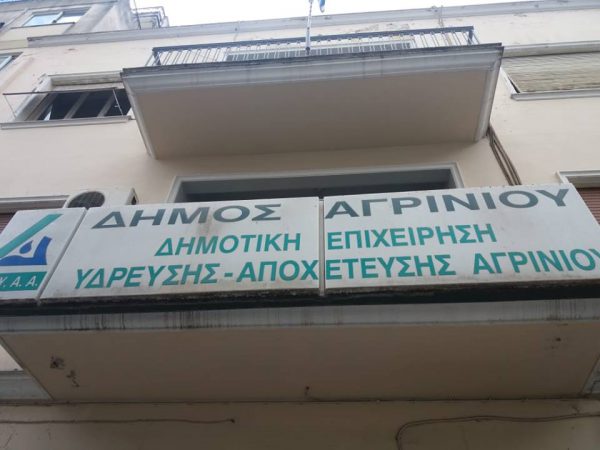 ΔΗΜΟΣ ΑΓΡΙΝΙΟΥ
ΔΗΜΟΤΙΚΗ ΕΠΙΧΕΙΡΗΣΗ
ΥΔΡΕΥΣΗΣ - ΑΠΟΧΕΤΕΥΣΗΣ ΑΓΡΙΝΙΟΥ
Υ. Α. Α.